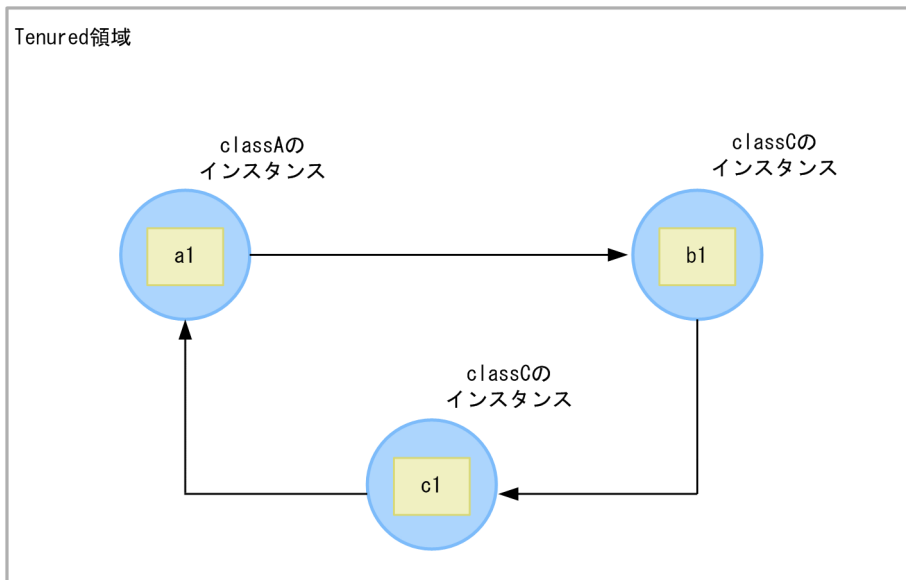 Tenured領域
classAの
インスタンス
classCの
インスタンス
a1
b1
classCの
インスタンス
c1